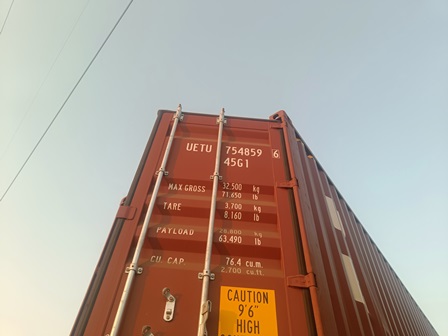 UETU 754859 6
45G1
MAX GROSS 32.500 kg
71.650 lb
TARE 3,700 kg
8.160 lb
PAYLOAD 28,800 kg
63,490 lb
CU. CAP. 76.4 cu.m.
2,700 cu.ft.
CAUTION
9'6"
HIGH